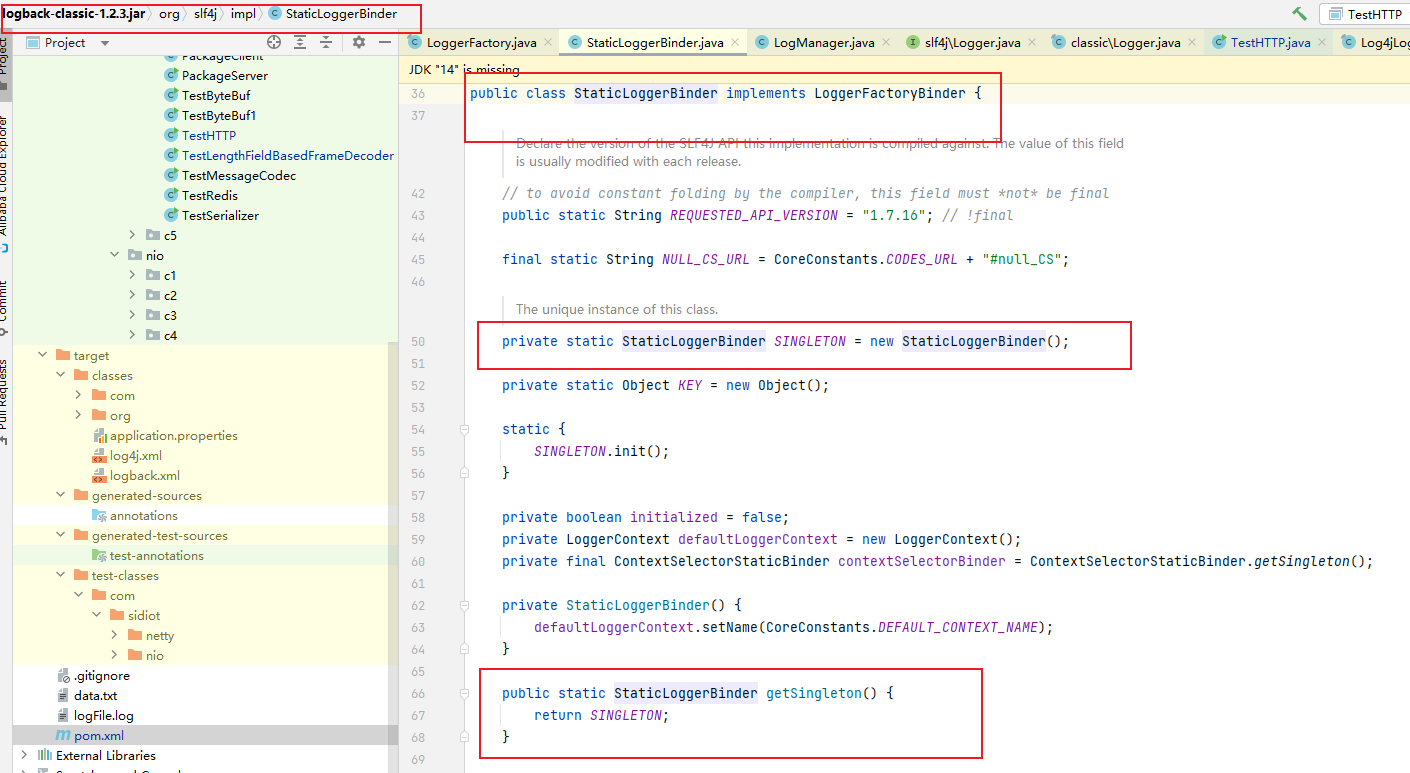 logback-classic-1.2.3.jar org slf4j impl StaticLoggerBinder
TestHTTP
Project
LoggerFactory.java StaticLoggerBinder.java LogManager.java slf4j\Logger.java classic\Logger.java TestHTTP.java Log4jLog
JDK "14" is missing
Project
Alibaba Cloud Explorer
Commit
Pull Requests
PackageClient
PackageServer
TestByteBuf
TestByteBuf1
TestHTTP
TestLengthFieldBasedFrameDecoder
TestMessageCodec
TestRedis
TestSerializer
c5
nio
c1
c2
c3
c4
target
classes
com
org
application.properties
log4j.xml
logback.xml
generated-sources
annotations
generated-test-sources
test-annotations
test-classes
com
sidiot
netty
nio
.gitignore
data.txt
logFile.log
pom.xml
External Libraries
36 public class StaticLoggerBinder implements LoggerFactoryBinder {
37
Declare the version of the SLF4J API this implementation is compiled against. The value of this field
is usually modified with each release.
42 // to avoid constant folding by the compiler, this field must *not* be final
43 public static String REQUESTED_API_VERSION = "1.7.16"; // !final
44
45 final static String NULL_CS_URL = CoreConstants.CODES_URL + "#null_CS";
46
The unique instance of this class.
50 private static StaticLoggerBinder SINGLETON = new StaticLoggerBinder();
51
52 private static Object KEY = new Object();
53
54 static {
55 SINGLETON.init();
56 }
57
58 private boolean initialized = false;
59 private LoggerContext defaultLoggerContext = new LoggerContext();
60 private final ContextSelectorStaticBinder contextSelectorBinder = ContextSelectorStaticBinder.getSingleton();
61
62 private StaticLoggerBinder() {
63 defaultLoggerContext.setName(CoreConstants.DEFAULT_CONTEXT_NAME);
64 }
65
66 public static StaticLoggerBinder getSingleton() {
67 return SINGLETON;
68 }
69